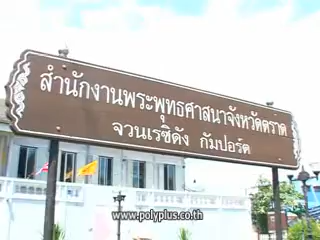 สำนักงานพระพุทธศาสนาจังหวัดตราด
จวนเรซิดัง กัมปอร์ต
www.polyplus.co.th